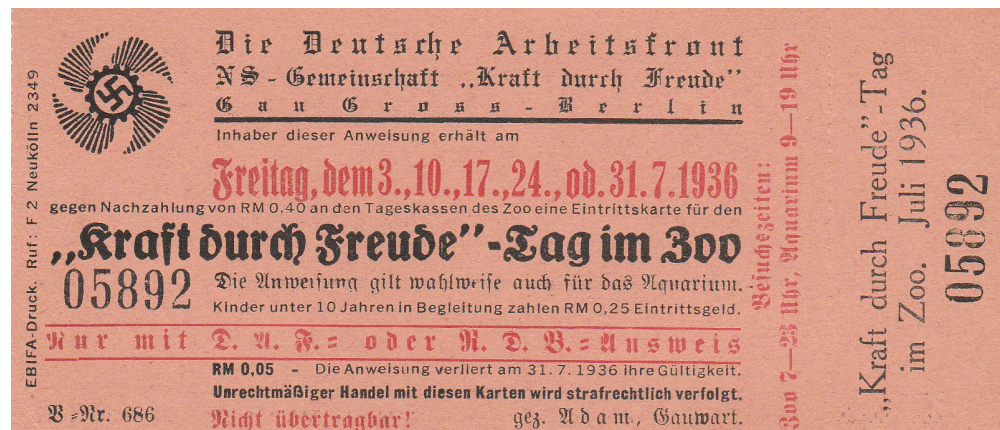 Die Deutsche Arbeitsfront
NS-Gemeinschaft „Kraft durch Freude"
Gau Gross-Berlin
Inhaber dieser Anweisung erhält am
Freitag, dem 3., 10., 17., 24., od. 31.7.1936
gegen Nachzahlung von RM 0,40 an den Tageskassen des Zoo eine Eintrittskarte für den
„Kraft durch Freude"-Tag im Zoo
05892
Die Anweisung gilt wahlweise auch für das Aquarium.
Kinder unter 10 Jahren in Begleitung zahlen RM 0,25 Eintrittsgeld.
Nur mit D. A. F.= oder R. D. B.=Ausweis
RM 0,05 - Die Anweisung verliert am 31.7.1936 ihre Gültigkeit.
Unrechtmäßiger Handel mit diesen Karten wird strafrechtlich verfolgt.
B=Nr. 686
Nicht übertragbar!
gez. Adam, Gauwart.
EBIFA-Druck, Ruf: F 2 Neukölln 2349
Besuchszeiten:
Zoo 7—23 Uhr, Aquarium 9—19 Uhr
„Kraft durch Freude"-Tag
im Zoo. Juli 1936.
05892